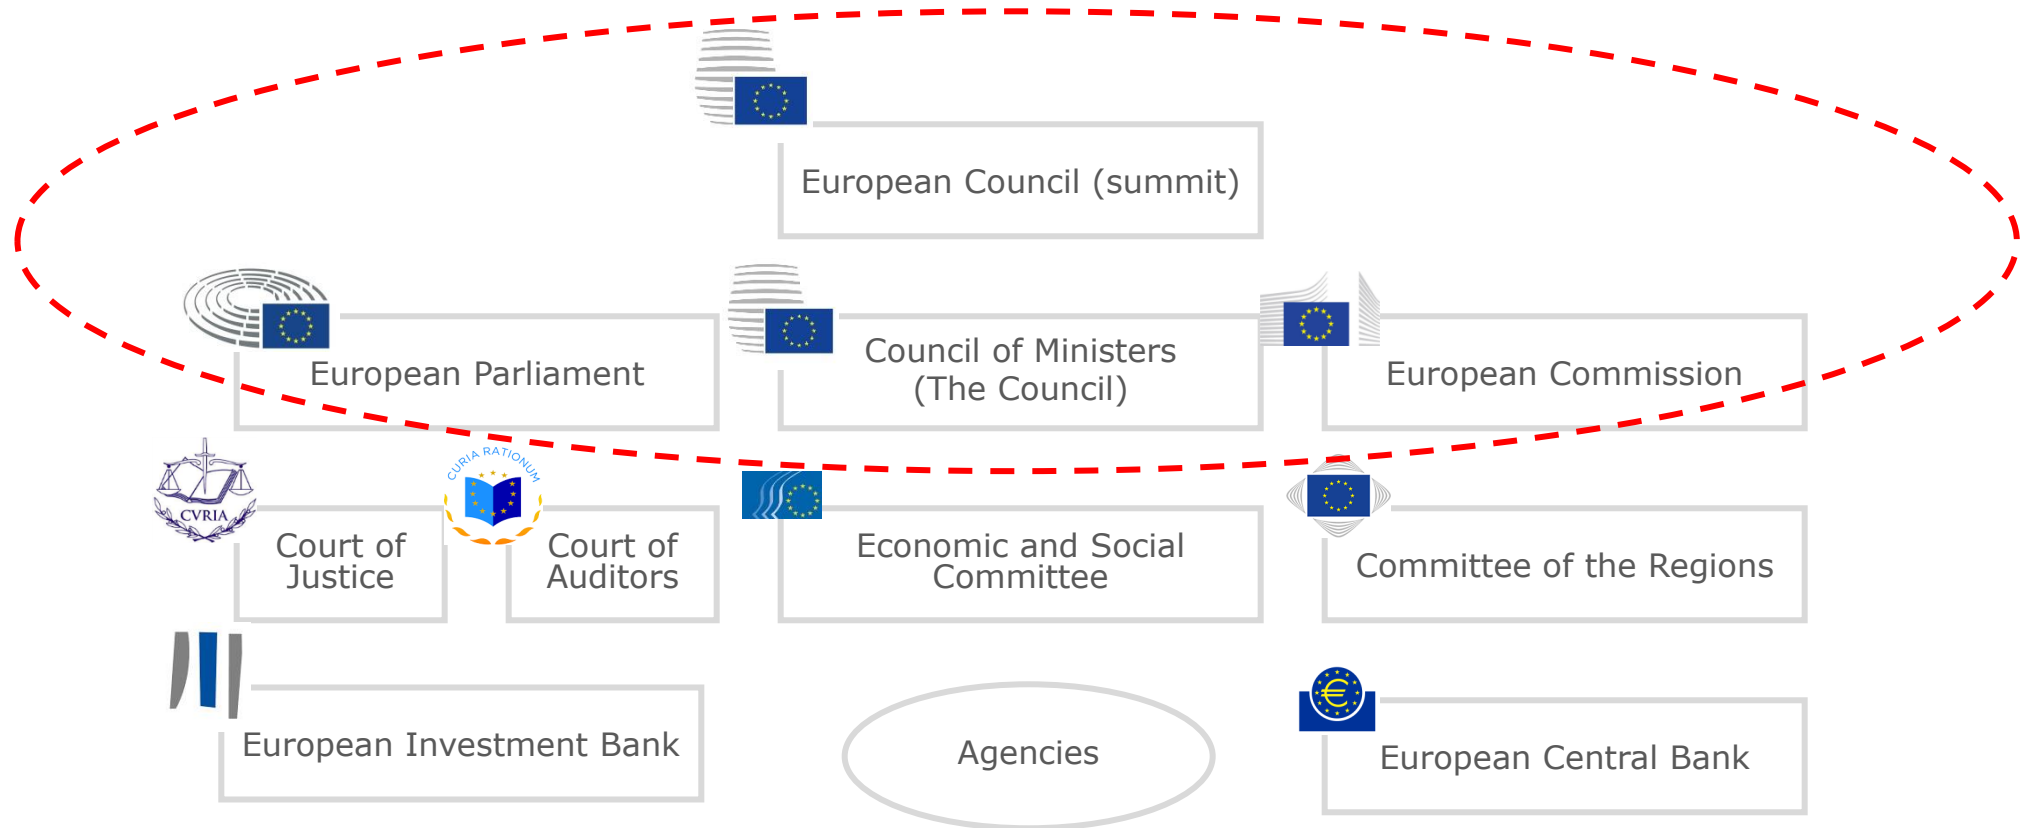 European Council (summit)
European Parliament
Council of Ministers
(The Council)
European Commission
CVRIA
Court of
Justice
CURIA RATIONUM
Court of
Auditors
Economic and Social
Committee
Committee of the Regions
European Investment Bank
Agencies
€
European Central Bank